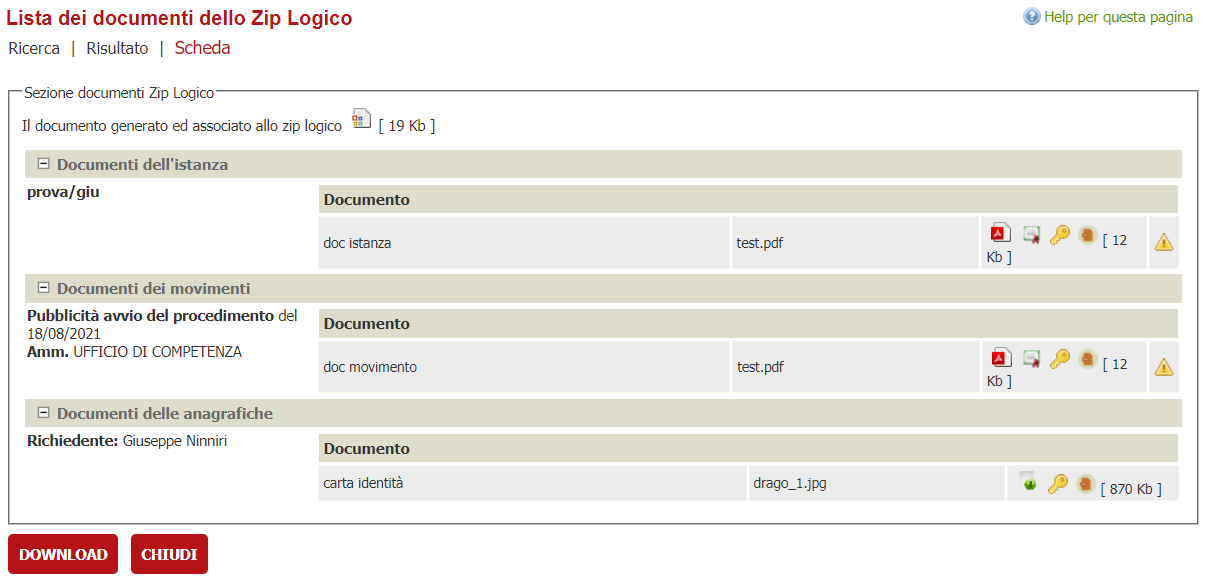 Lista dei documenti dello Zip Logico
Help per questa pagina
Ricerca | Risultato | Scheda
Sezione documenti Zip Logico
Il documento generato ed associato allo zip logico [ 19 Kb ]
Documenti dell'istanza
prova/giu
Documento
doc istanza test.pdf [ 12
Kb ]
Documenti dei movimenti
Pubblicità avvio del procedimento del
18/08/2021
Amm. UFFICIO DI COMPETENZA
Documento
doc movimento test.pdf [ 12
Kb ]
Documenti delle anagrafiche
Richiedente: Giuseppe Ninniri
Documento
carta identità drago_1.jpg [ 870 Kb ]
DOWNLOAD CHIUDI